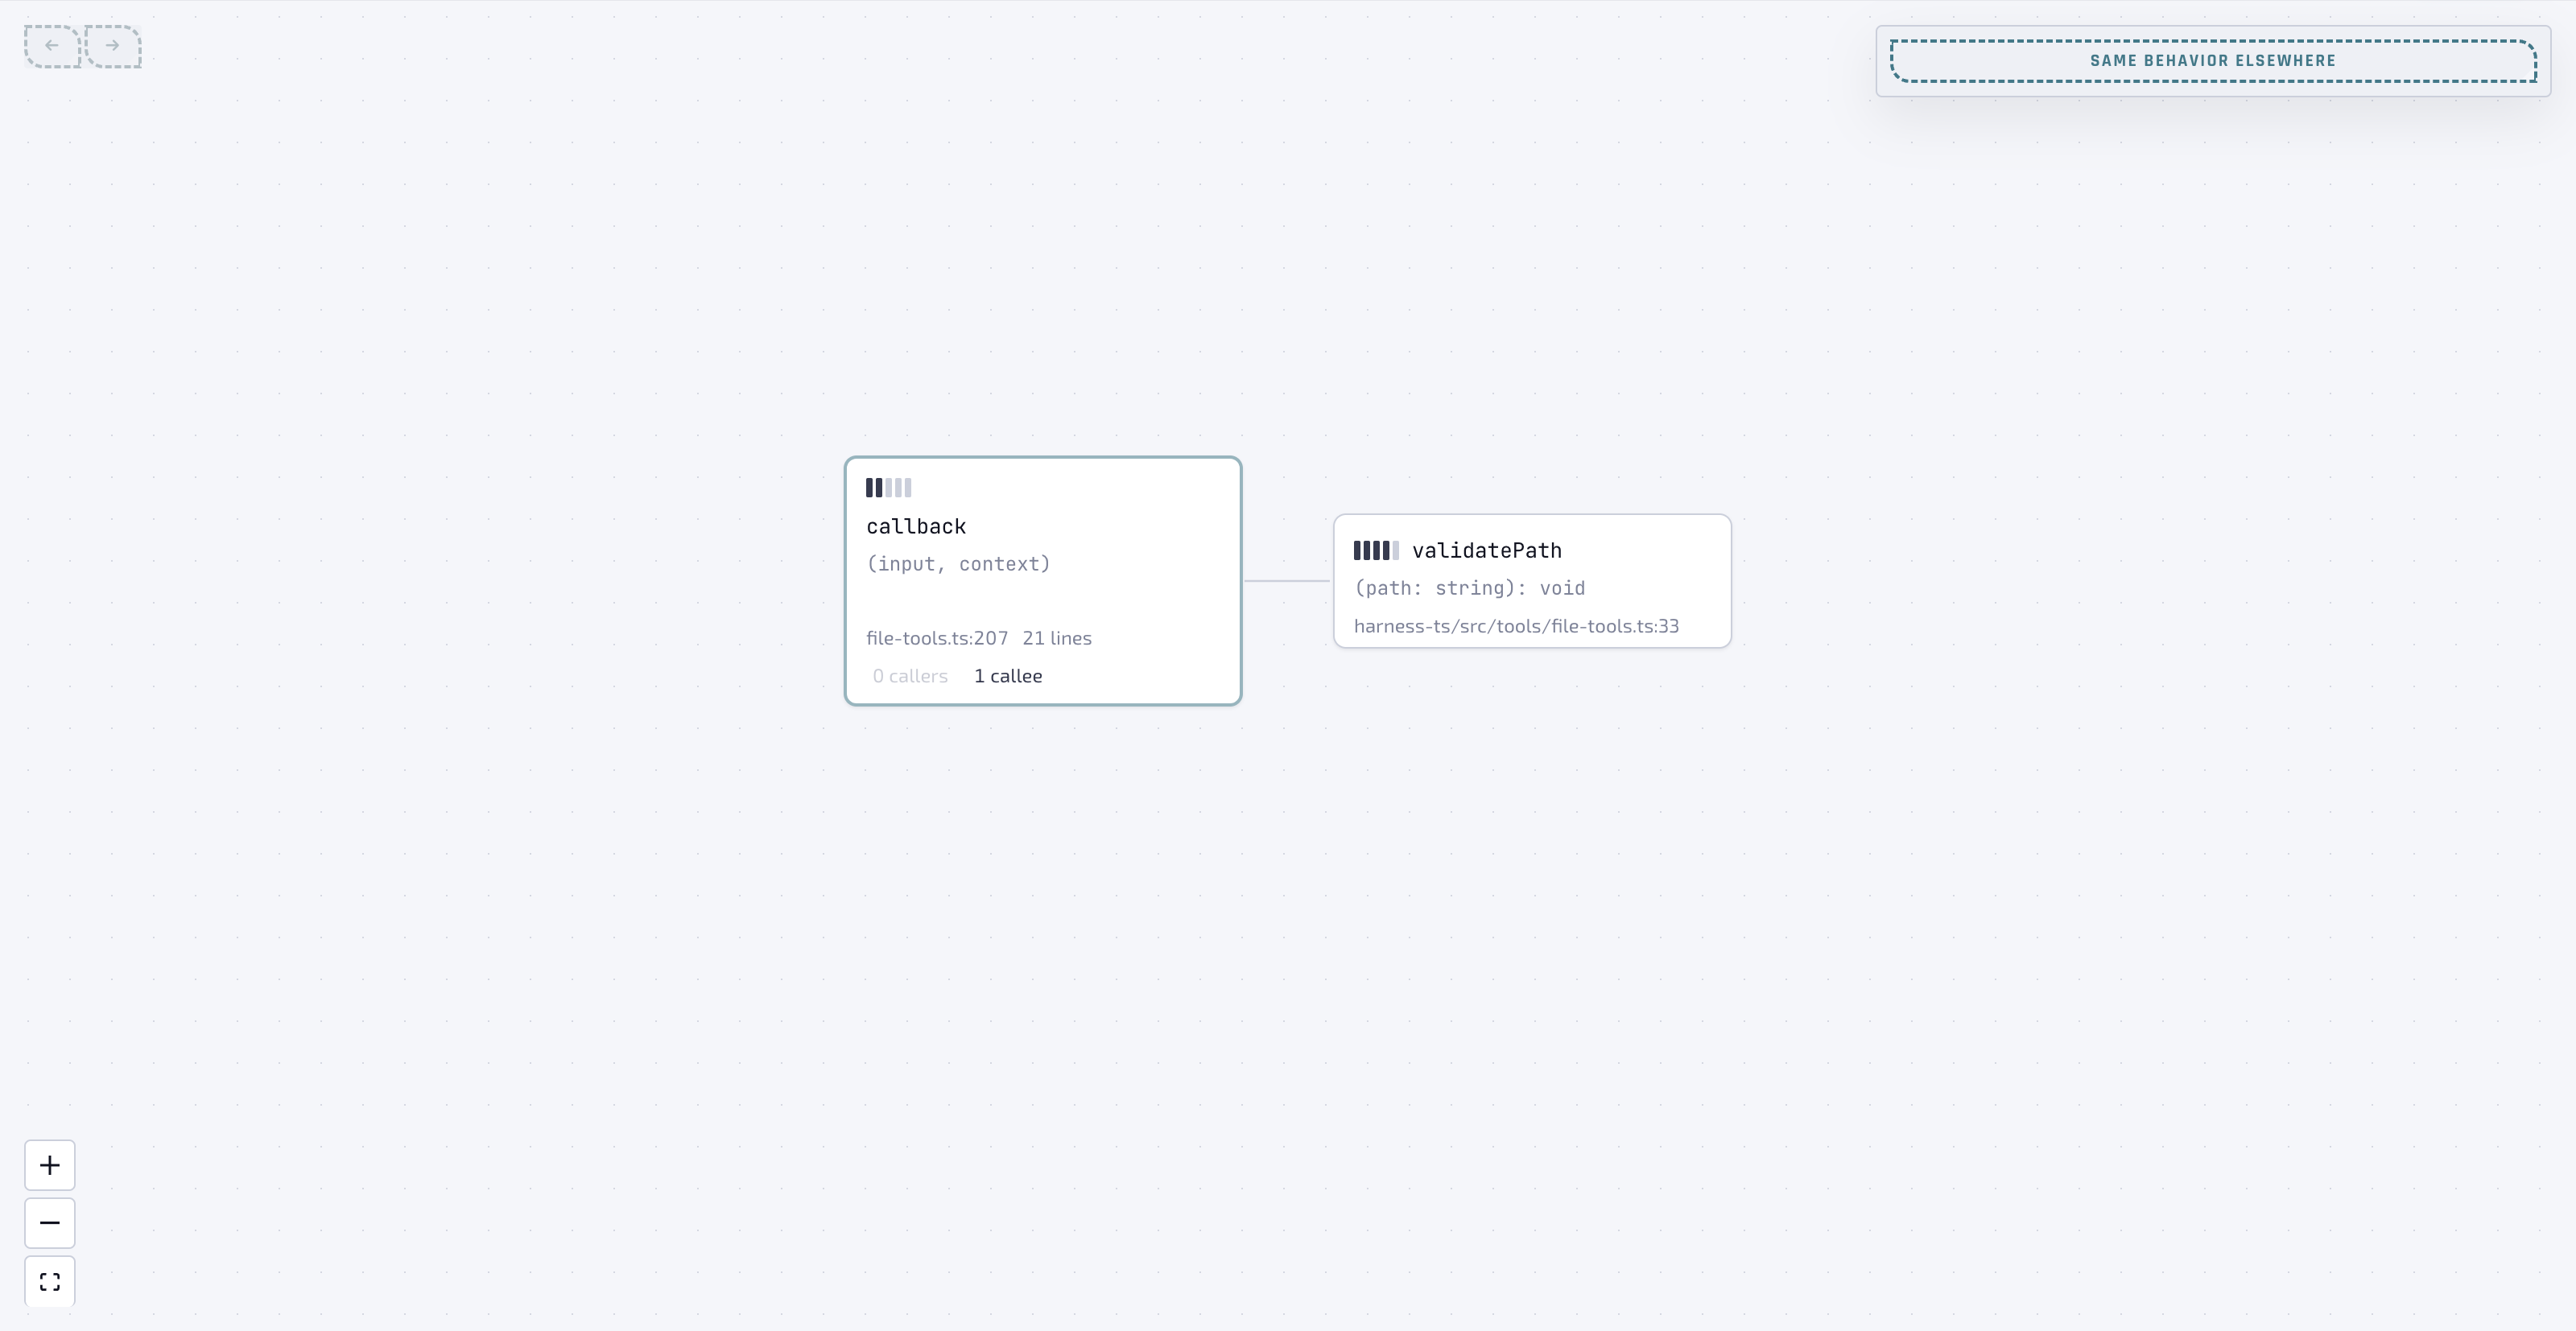 SAME BEHAVIOR ELSEWHERE
callback
(input, context)
file-tools.ts:207 21 lines
0 callers 1 callee
validatePath
(path: string): void
harness-ts/src/tools/file-tools.ts:33